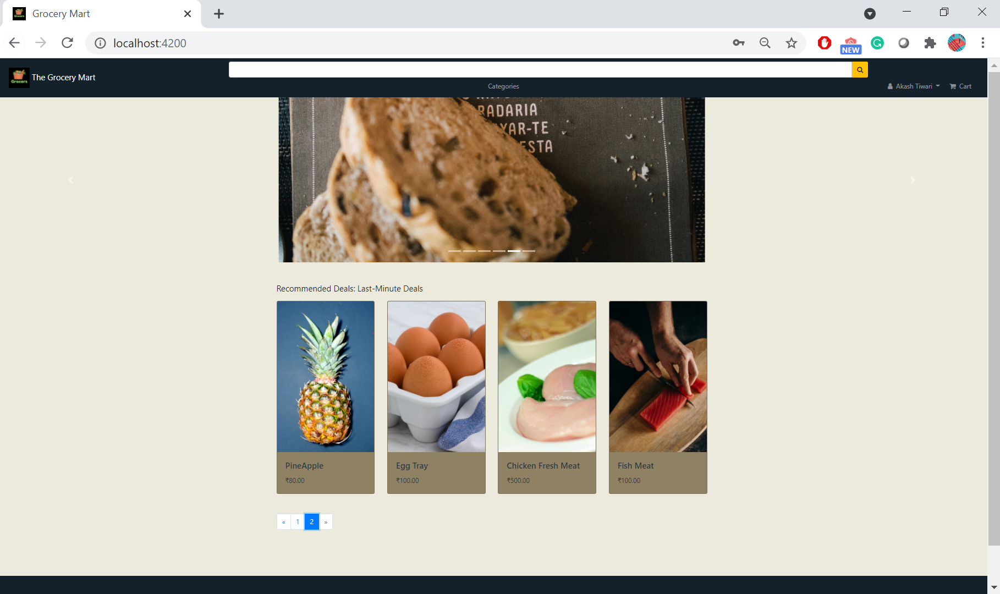 Grocery Mart
localhost:4200
NEW
Grocers
The Grocery Mart
Categories
Akash Tiwari
Cart
RADARIA
XAR-TE
ESTA
Recommended Deals: Last-Minute Deals
PineApple
₹80.00
Egg Tray
₹100.00
Chicken Fresh Meat
₹500.00
Fish Meat
₹100.00
« 1 2 »